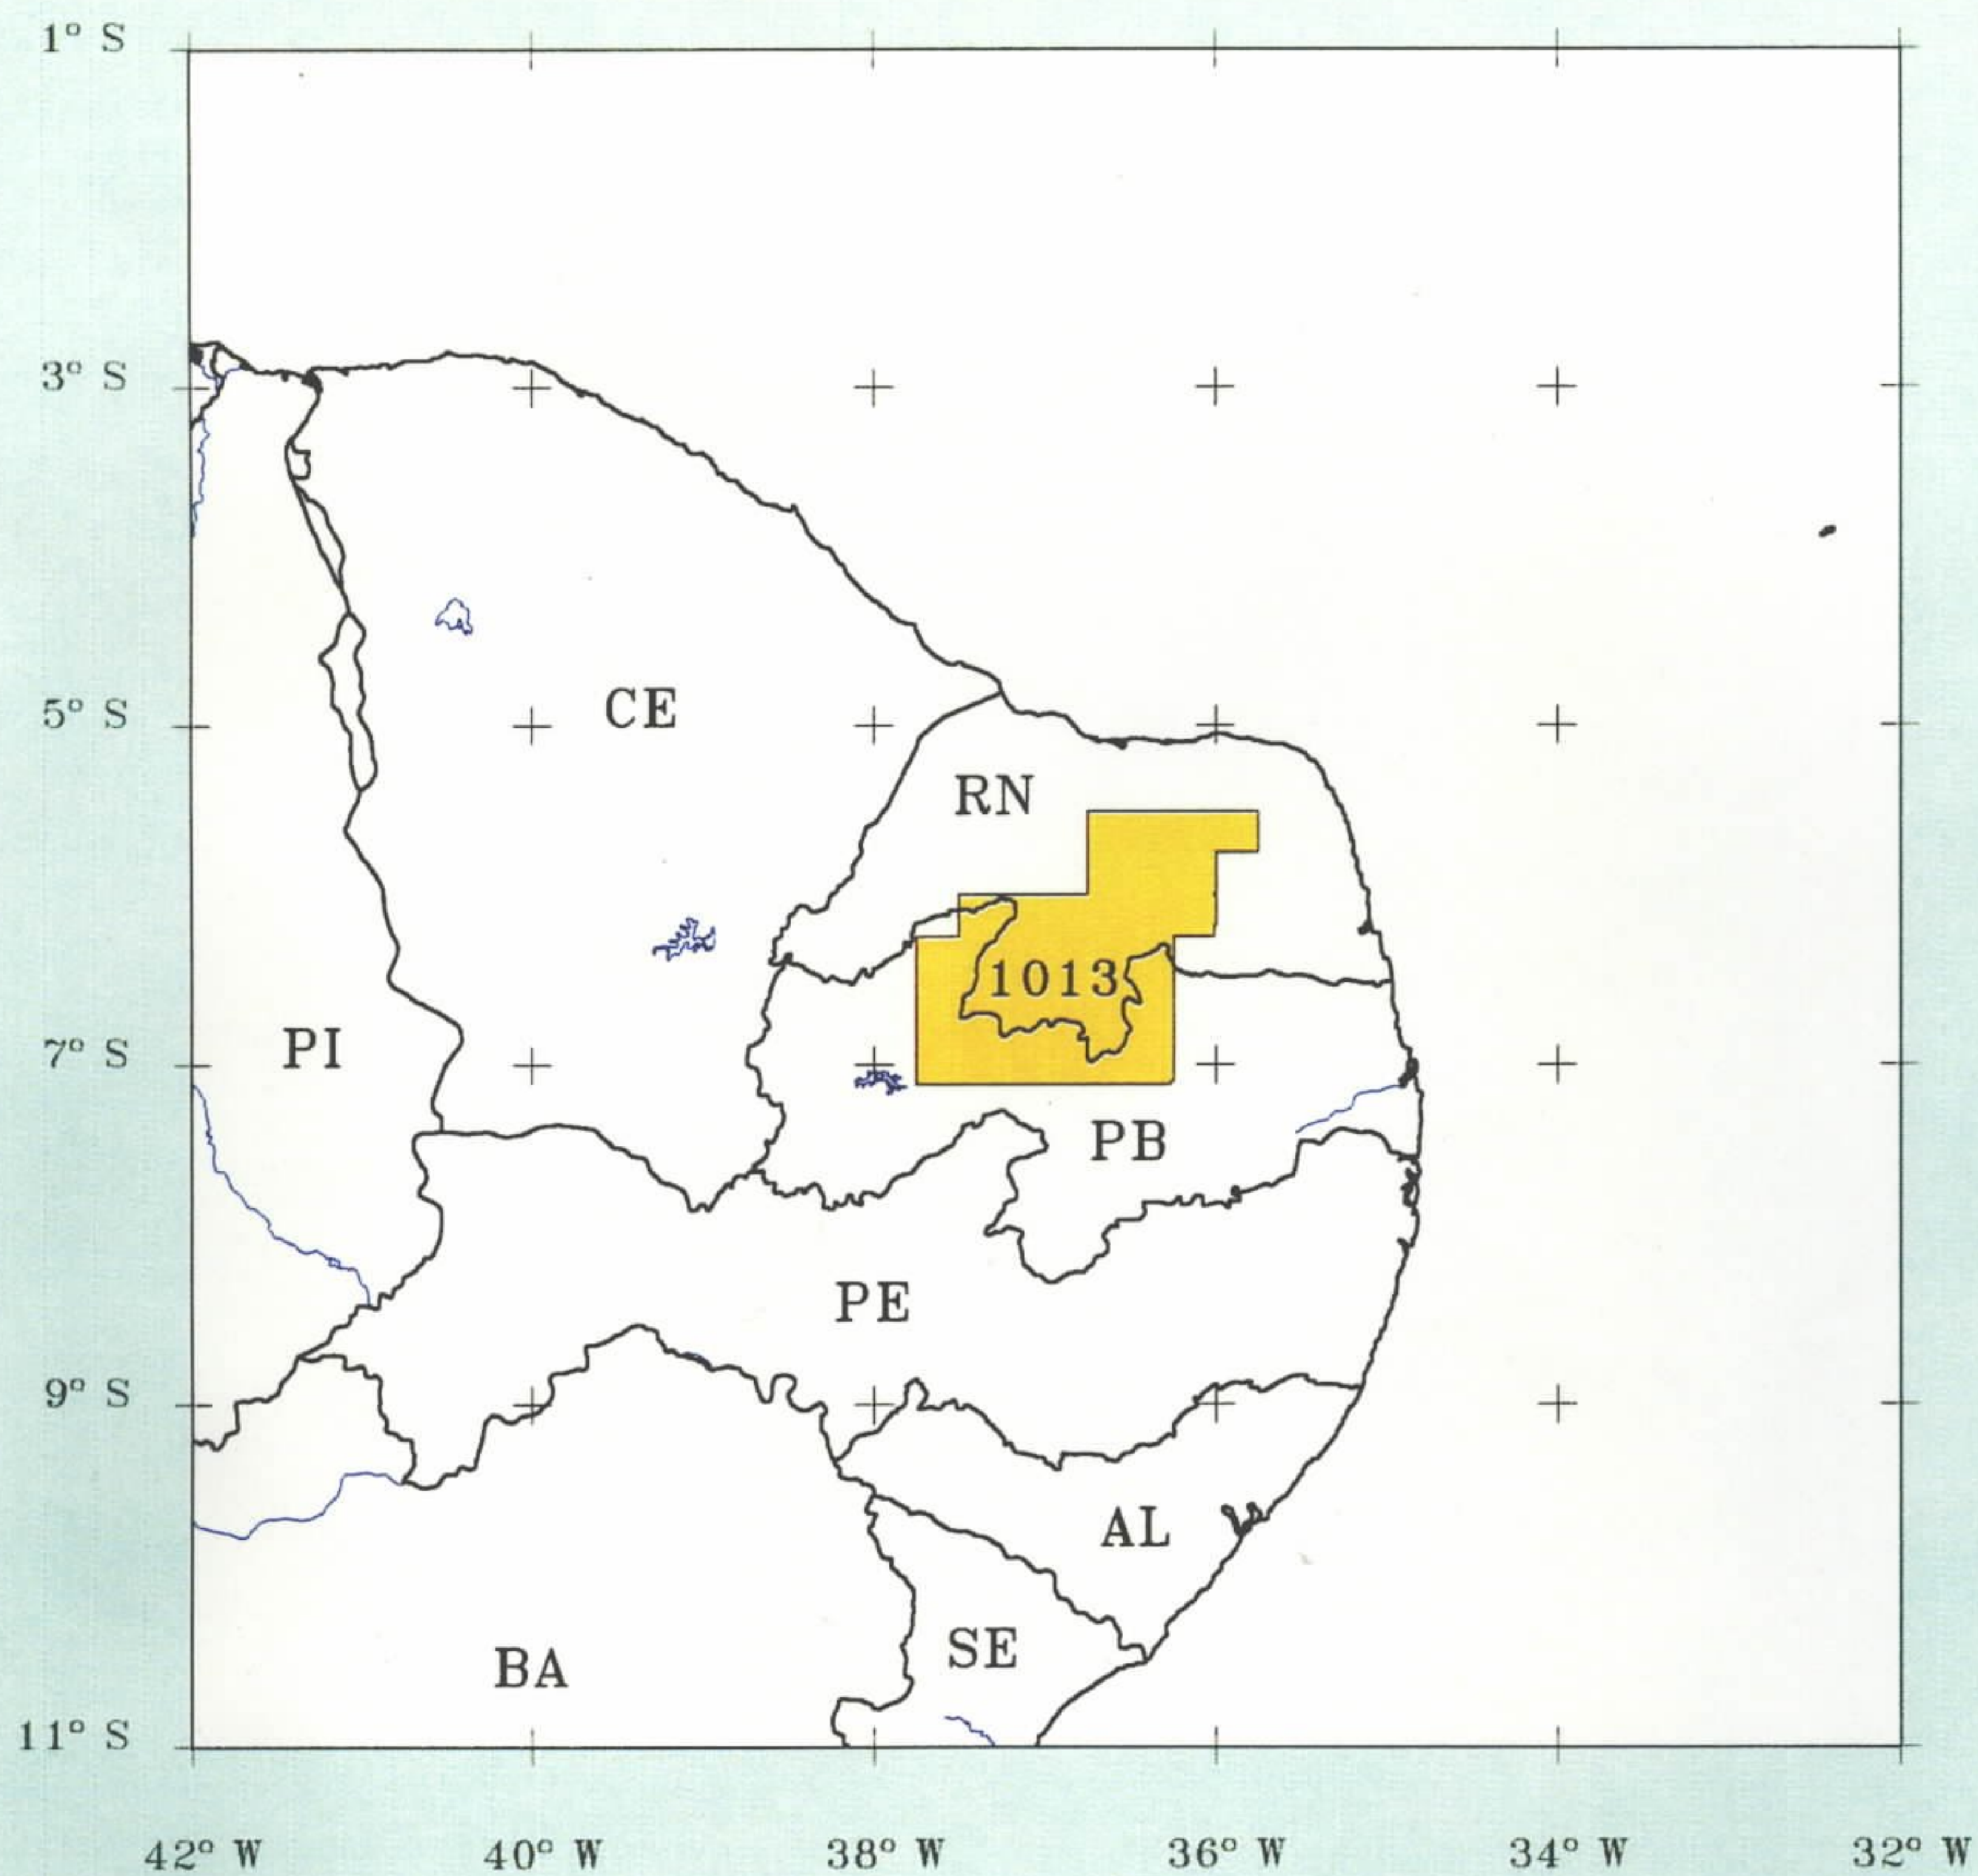 1° S
3° S
5° S
CE
RN
1013
PI
7° S
PB
PE
9° S
AL
SE
BA
11° S
42° W 40° W 38° W 36° W 34° W 32° W